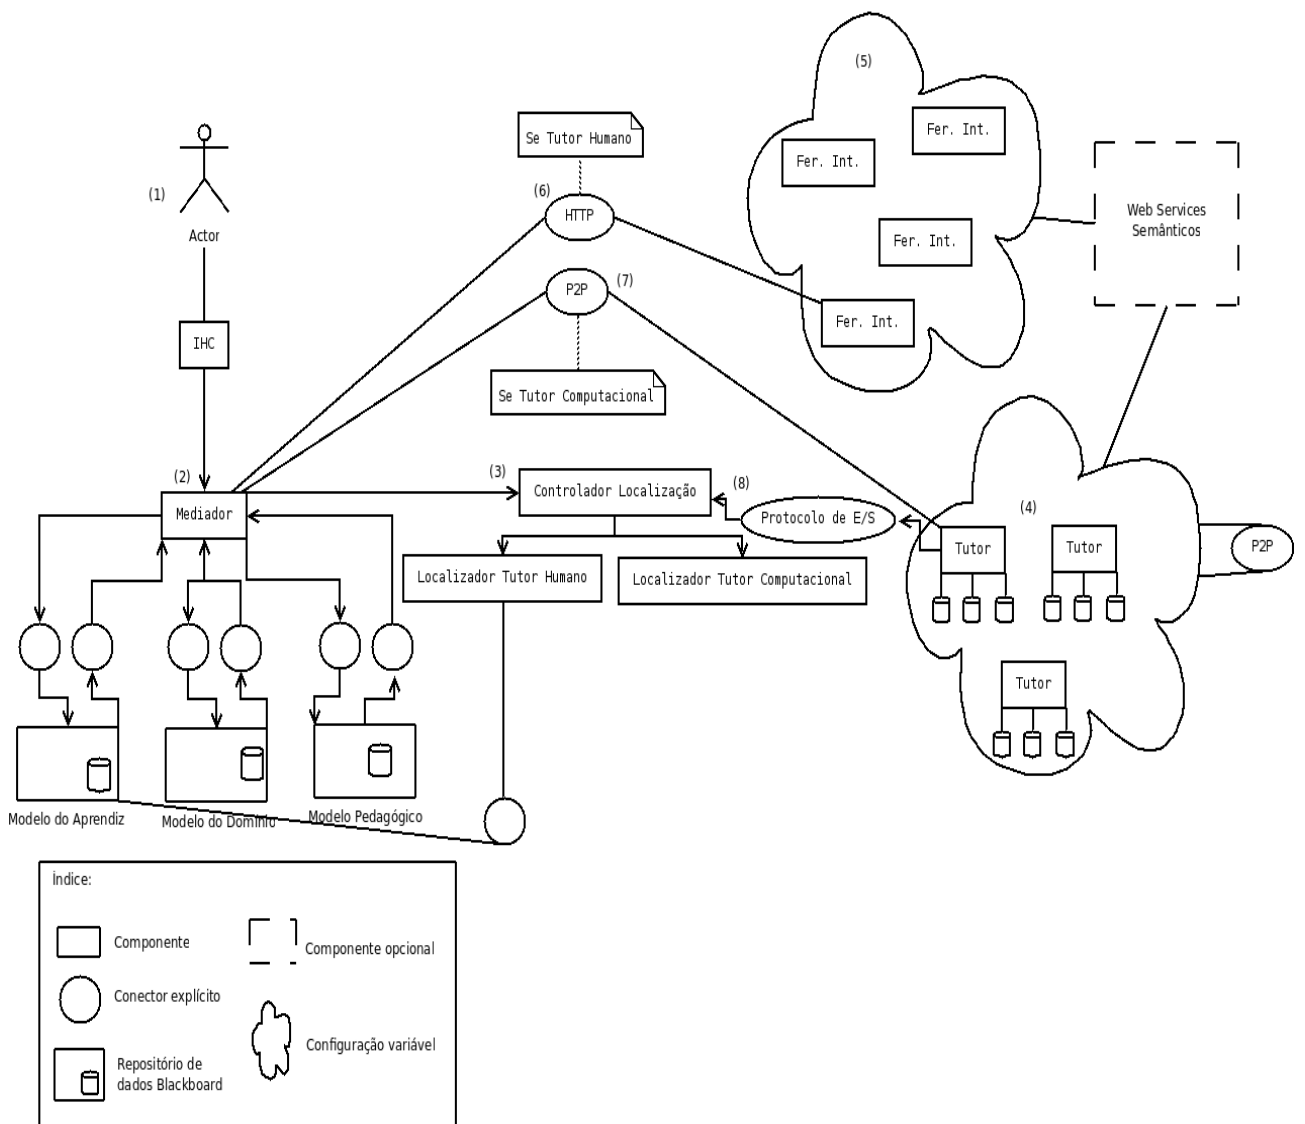 (5)
Fer. Int.
Se Tutor Humano
Fer. Int.
(1)
(6)
HTTP
Web Services
Semânticos
Actor
Fer. Int.
(7)
P2P
Fer. Int.
IHC
Se Tutor Computacional
(2)
(3)
Controlador Localização
(8)
Mediador
Protocolo de E/S
(4)
Tutor
Tutor
P2P
Localizador Tutor Humano
Localizador Tutor Computacional
Tutor
Modelo do Aprendiz
Modelo do Domínio
Modelo Pedagógico
Índice:
Componente
Componente opcional
Conector explícito
Configuração variável
Repositório de
dados Blackboard